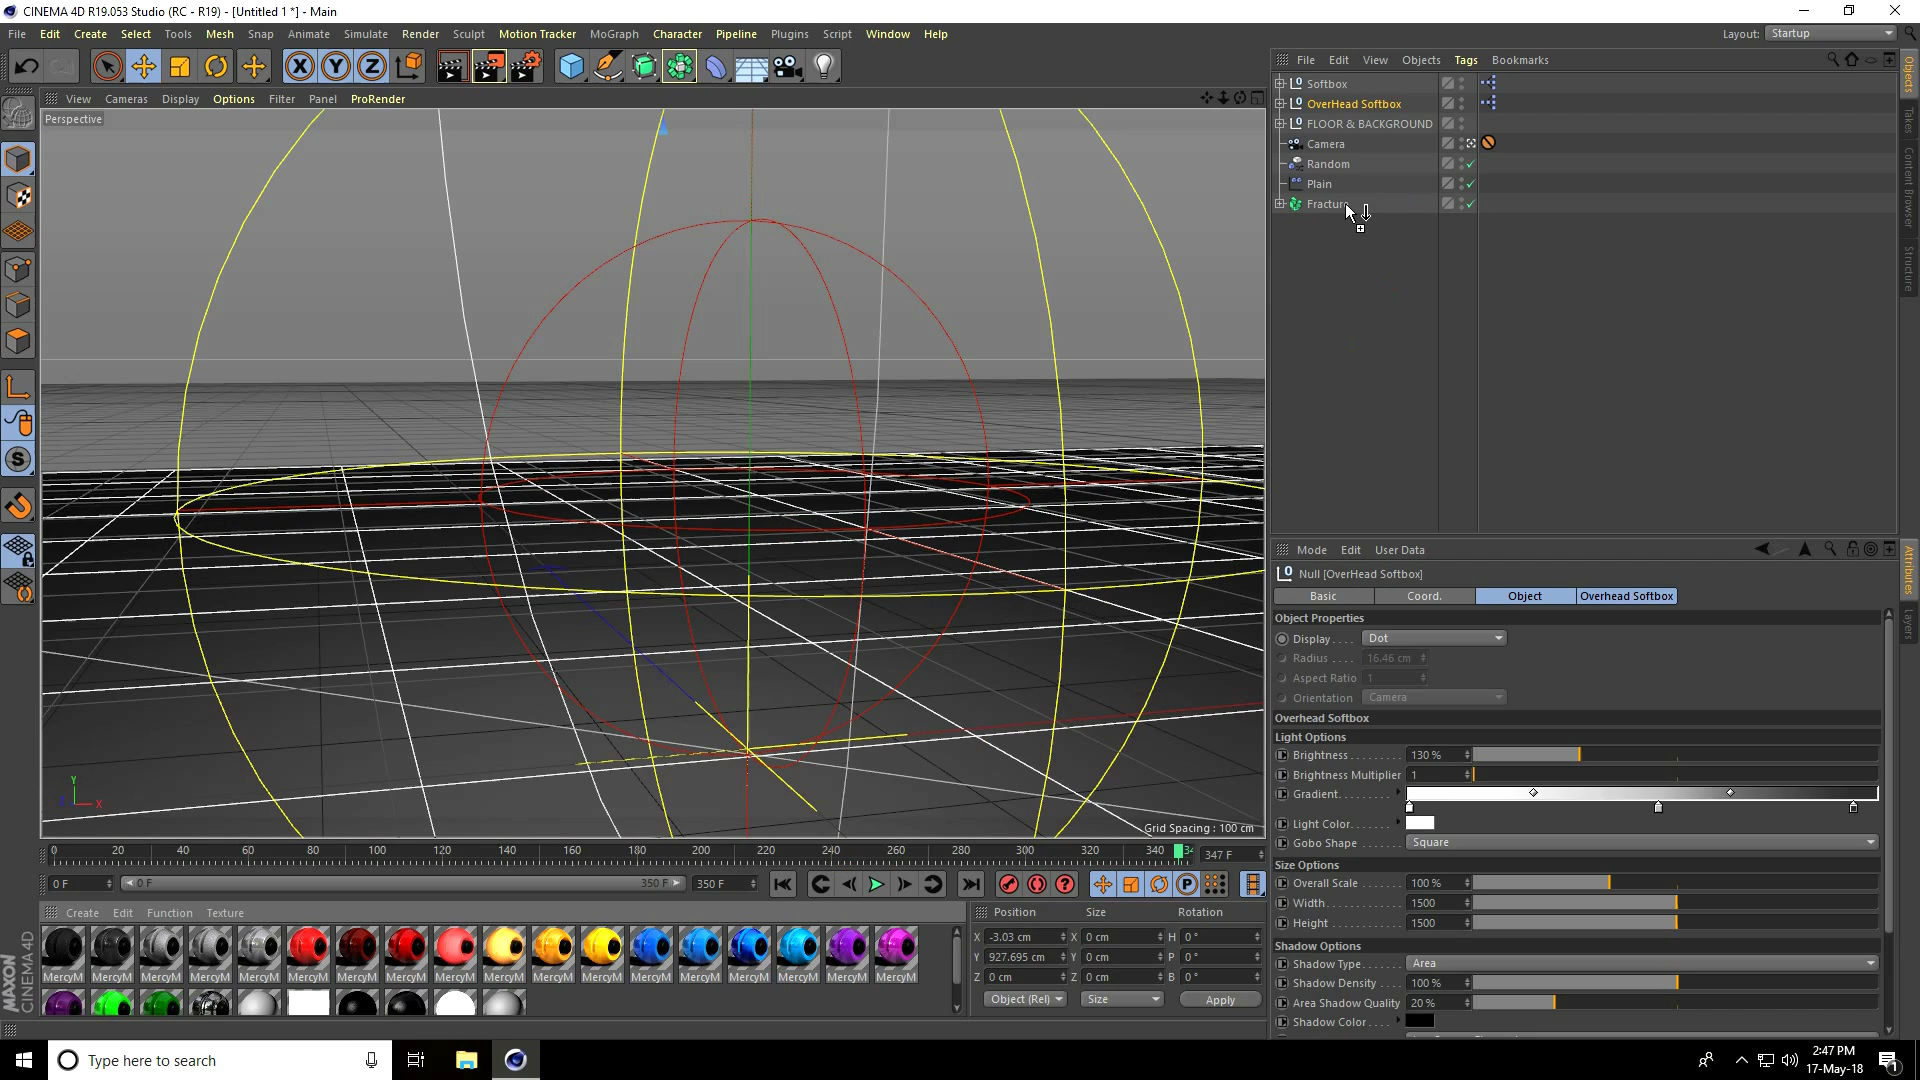 CINEMA 4D R19.053 Studio (RC - R19) - [Untitled 1 *] - Main
File Edit Create Select Tools Mesh Snap Animate Simulate Render Sculpt Motion Tracker MoGraph Character Pipeline Plugins Script Window Help
Layout: Startup
View Cameras Display Options Filter Panel ProRender
Perspective
Grid Spacing : 100 cm
File Edit View Objects Tags Bookmarks
Softbox
OverHead Softbox
FLOOR & BACKGROUND
Camera
Random
Plain
Fracture
Objects
Takes
Content Browser
Structure
Mode Edit User Data
Null [OverHead Softbox]
Basic Coord. Object Overhead Softbox
Object Properties
Display Dot
Radius 16.46 cm
Aspect Ratio 1
Orientation Camera
Overhead Softbox
Light Options
Brightness 130 %
Brightness Multiplier 1
Gradient
Light Color
Gobo Shape Square
Size Options
Overall Scale 100 %
Width 1500
Height 1500
Shadow Options
Shadow Type Area
Shadow Density 100 %
Area Shadow Quality 20 %
Shadow Color
Attributes
Layers
0 20 40 60 80 100 120 140 160 180 200 220 240 260 280 300 320 340 347 F
0 F 0 F 350 F 350 F
Create Edit Function Texture
MercyM MercyM MercyM MercyM MercyM MercyM MercyM MercyM MercyM MercyM MercyM MercyM MercyM MercyM MercyM MercyM MercyM MercyM
Position Size Rotation
X -3.03 cm X 0 cm H 0 °
Y 927.695 cm Y 0 cm P 0 °
Z 0 cm Z 0 cm B 0 °
Object (Rel) Size Apply
MAXON CINEMA 4D
Type here to search
2:47 PM
17-May-18
1